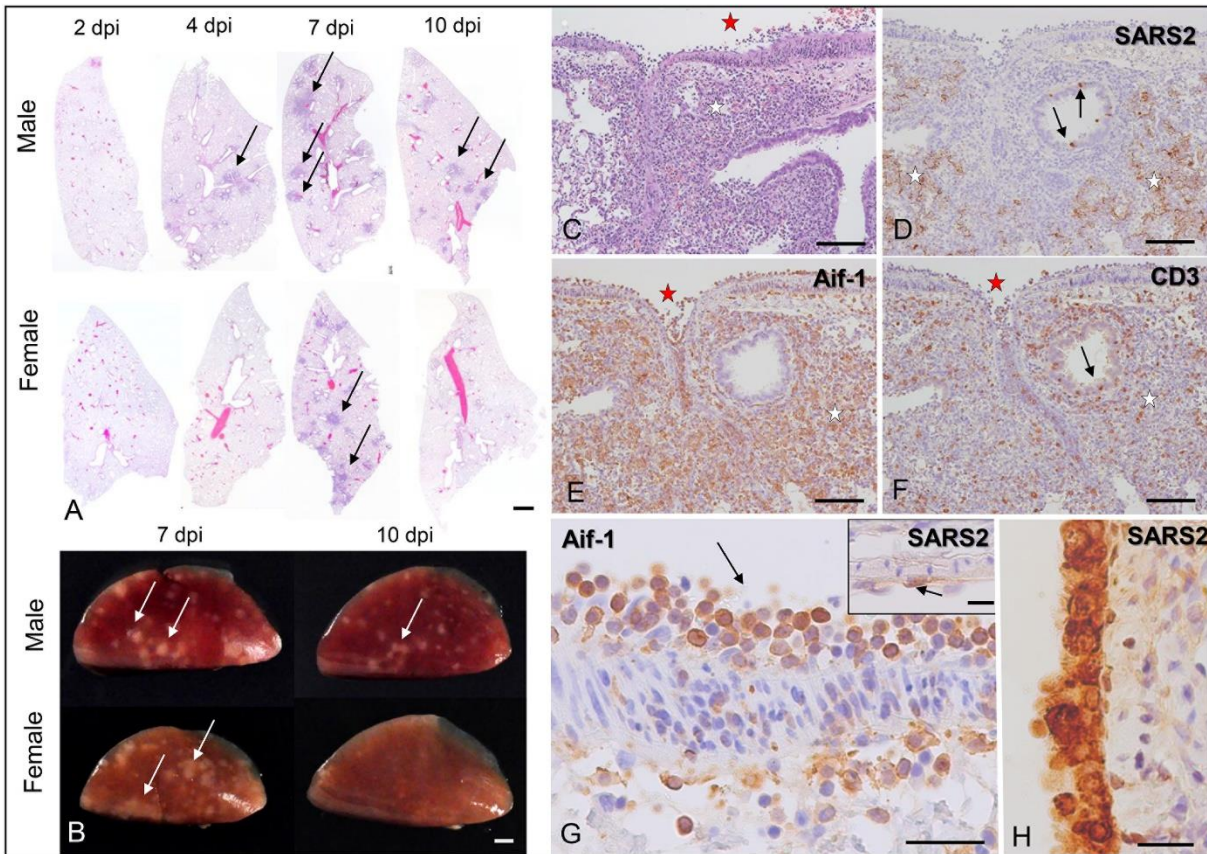 2 dpi 4 dpi 7 dpi 10 dpi
Male
Female
A
7 dpi 10 dpi
Male
Female
B
C
SARS2
D
Aif-1
E
CD3
F
Aif-1
SARS2
G
SARS2
H